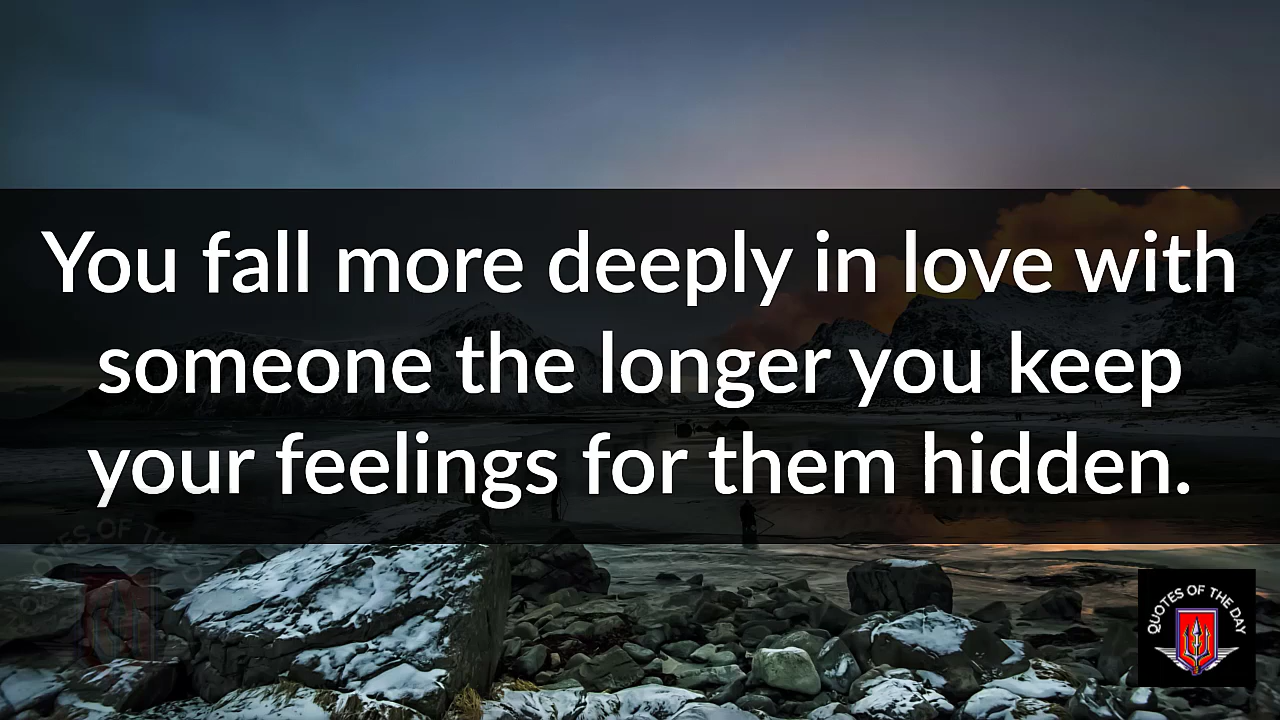 You fall more deeply in love with
someone the longer you keep
your feelings for them hidden.
QUOTES OF THE DAY